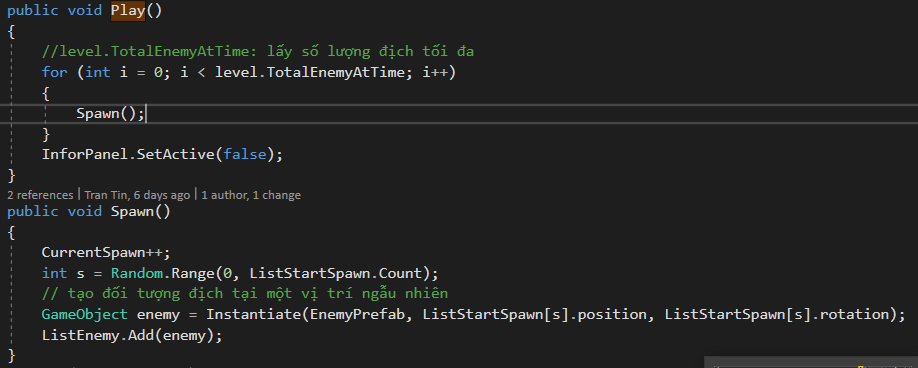 public void Play()
{
//level.TotalEnemyAtTime: lấy số lượng địch tối đa
for (int i = 0; i < level.TotalEnemyAtTime; i++)
{
Spawn();
}
InforPanel.SetActive(false);
}
2 references | Tran Tin, 6 days ago | 1 author, 1 change
public void Spawn()
{
CurrentSpawn++;
int s = Random.Range(0, ListStartSpawn.Count);
// tạo đối tượng địch tại một vị trí ngẫu nhiên
GameObject enemy = Instantiate(EnemyPrefab, ListStartSpawn[s].position, ListStartSpawn[s].rotation);
ListEnemy.Add(enemy);
}